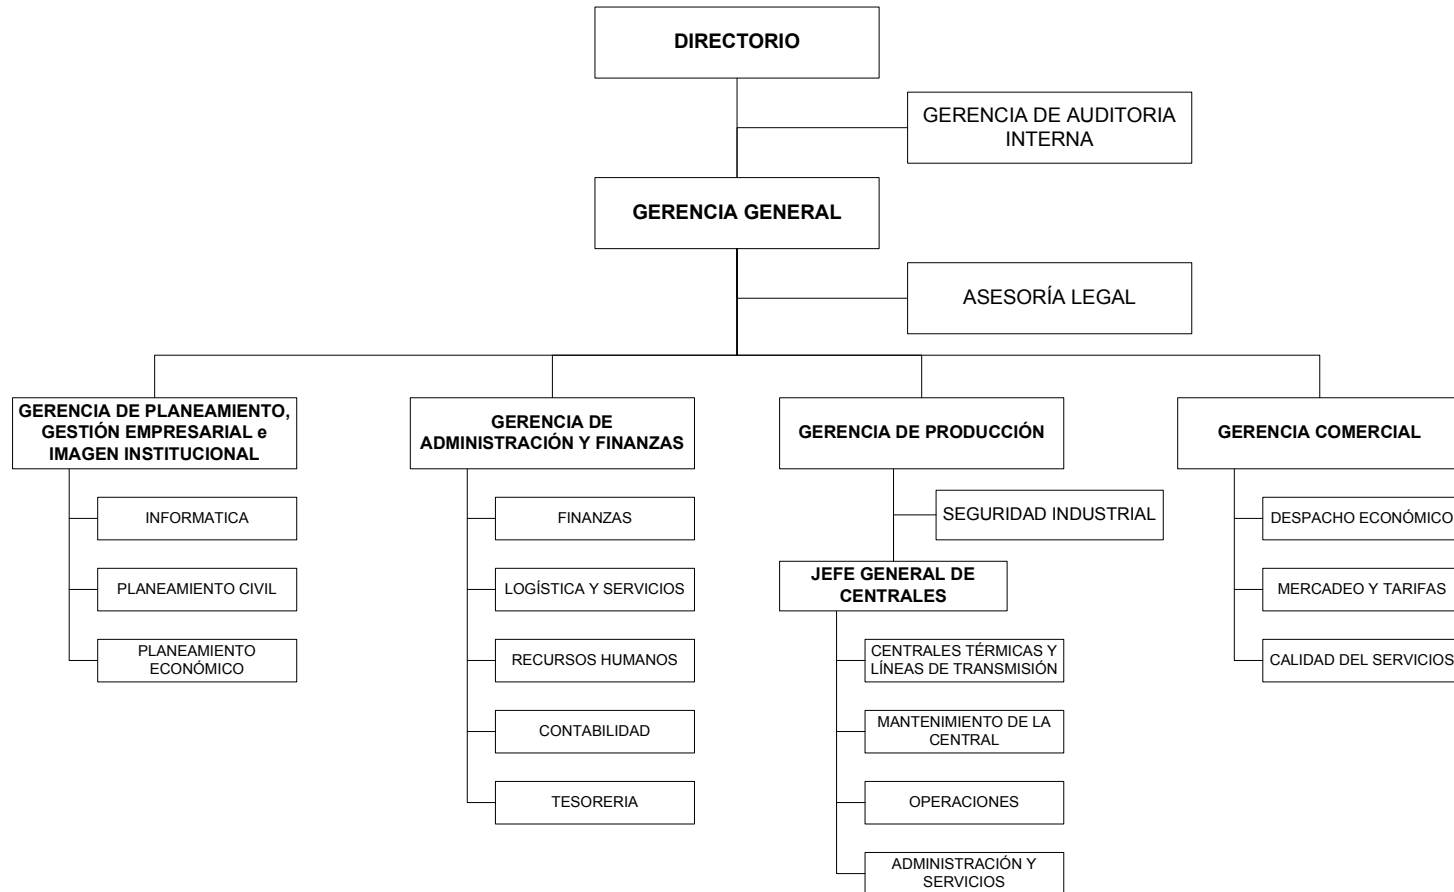 DIRECTORIO
GERENCIA DE AUDITORIA
INTERNA
GERENCIA GENERAL
ASESORÍA LEGAL
GERENCIA DE PLANEAMIENTO,
GESTIÓN EMPRESARIAL e
IMAGEN INSTITUCIONAL
INFORMATICA
PLANEAMIENTO CIVIL
PLANEAMIENTO
ECONÓMICO
GERENCIA DE
ADMINISTRACIÓN Y FINANZAS
FINANZAS
LOGÍSTICA Y SERVICIOS
RECURSOS HUMANOS
CONTABILIDAD
TESORERIA
GERENCIA DE PRODUCCIÓN
SEGURIDAD INDUSTRIAL
JEFE GENERAL DE
CENTRALES
CENTRALES TÉRMICAS Y
LÍNEAS DE TRANSMISIÓN
MANTENIMIENTO DE LA
CENTRAL
OPERACIONES
ADMINISTRACIÓN Y
SERVICIOS
GERENCIA COMERCIAL
DESPACHO ECONÓMICO
MERCADEO Y TARIFAS
CALIDAD DEL SERVICIOS